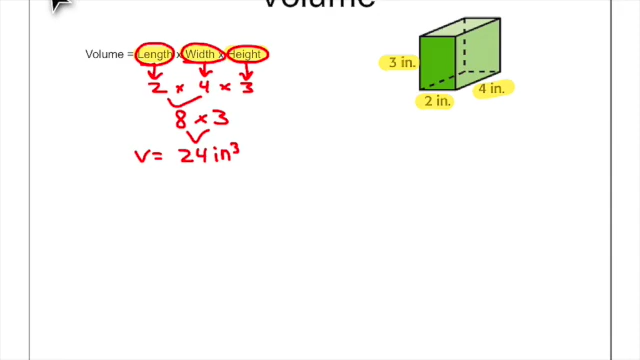 Volume
Volume = Length x Width x Height
2 × 4 × 3
8 × 3
V = 24 in³
3 in.
2 in.
4 in.